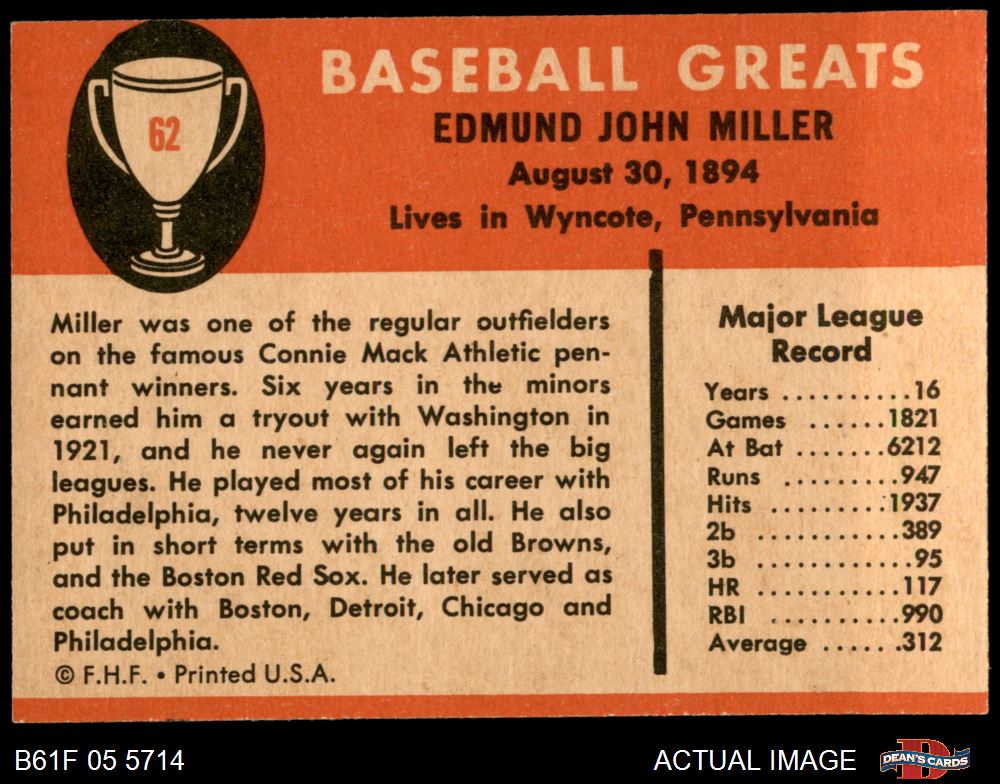 62
BASEBALL GREATS
EDMUND JOHN MILLER
August 30, 1894
Lives in Wyncote, Pennsylvania
Miller was one of the regular outfielders
on the famous Connie Mack Athletic pen-
nant winners. Six years in the minors
earned him a tryout with Washington in
1921, and he never again left the big
leagues. He played most of his career with
Philadelphia, twelve years in all. He also
put in short terms with the old Browns,
and the Boston Red Sox. He later served as
coach with Boston, Detroit, Chicago and
Philadelphia.
© F.H.F. • Printed U.S.A.
Major League
Record
Years ..........16
Games ......1821
At Bat .......6212
Runs .........947
Hits .........1937
2b ...........389
3b ............95
HR ...........117
RBI ..........990
Average ......312
B61F 05 5714
ACTUAL IMAGE
D
DEAN'S CARDS